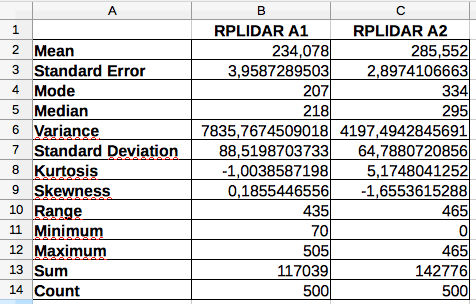 A B C
1 RPLIDAR A1 RPLIDAR A2
2 Mean 234,078 285,552
3 Standard Error 3,9587289503 2,8974106663
4 Mode 207 334
5 Median 218 295
6 Variance 7835,7674509018 4197,4942845691
7 Standard Deviation 88,5198703733 64,7880720856
8 Kurtosis -1,0038587198 5,1748041252
9 Skewness 0,1855446556 -1,6553615288
10 Range 435 465
11 Minimum 70 0
12 Maximum 505 465
13 Sum 117039 142776
14 Count 500 500